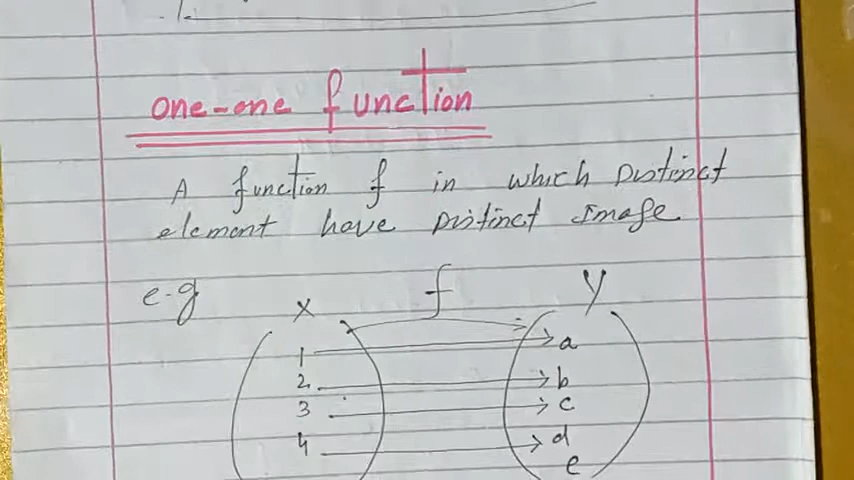 one-one function
A function f in which Distinct
element have Distinct Image
e.g
x f y
1 a
2 b
3 c
4 d
e